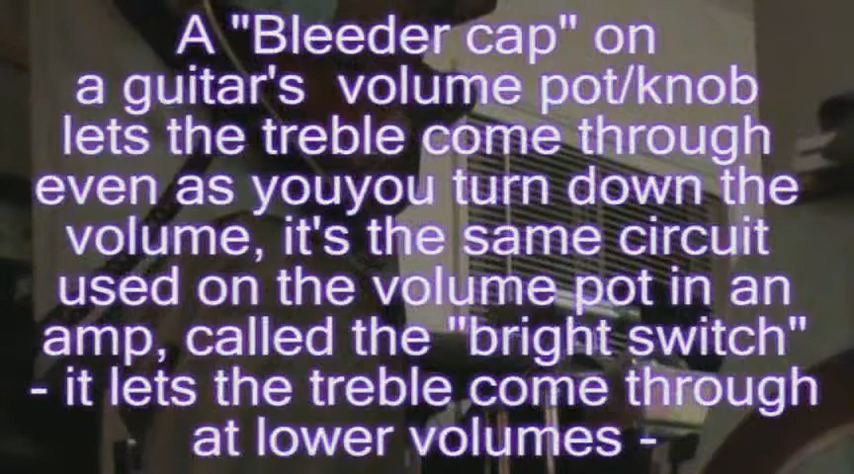 A "Bleeder cap" on
a guitar's volume pot/knob
lets the treble come through
even as youyou turn down the
volume, it's the same circuit
used on the volume pot in an
amp, called the "bright switch"
- it lets the treble come through
at lower volumes -